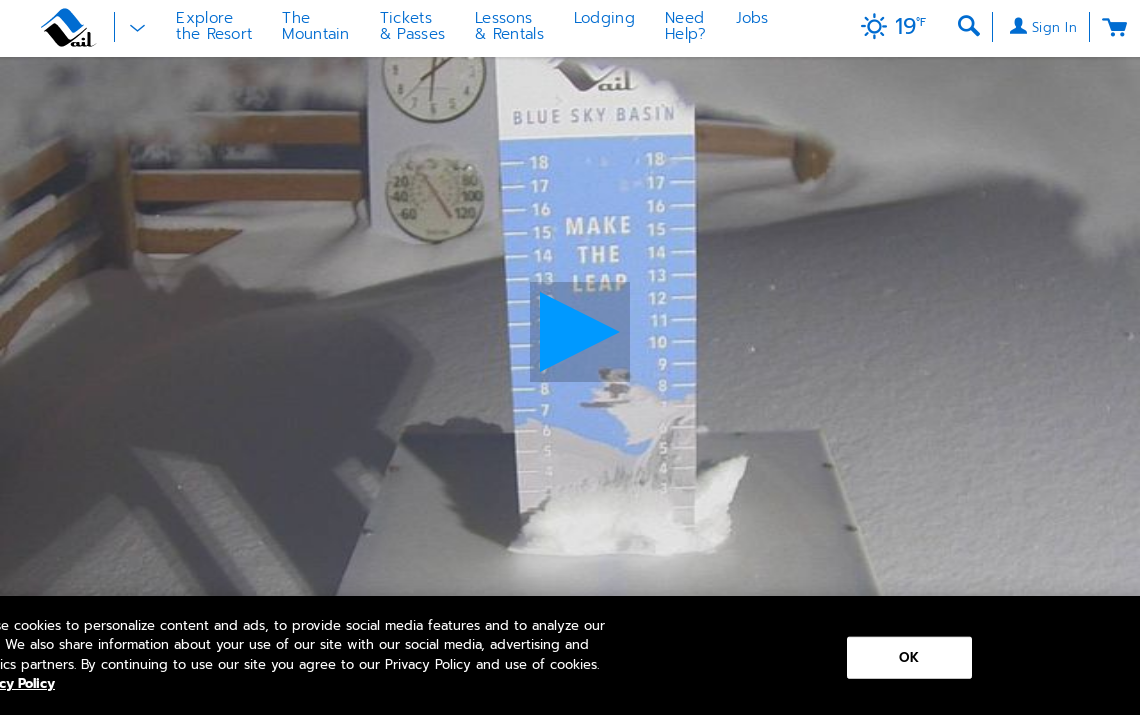 Vail
Explore
the Resort
The
Mountain
Tickets
& Passes
Lessons
& Rentals
Lodging
Need
Help?
Jobs
19°F
Sign In
Vail
BLUE SKY BASIN
18 18
17 17
16 16
15 15
14 14
13 13
12
11
10
9
8 8
7
6 6
5 5
4 4
3
MAKE
THE
LEAP
20 80
40 100
60 120
se cookies to personalize content and ads, to provide social media features and to analyze our
We also share information about your use of our site with our social media, advertising and
ics partners. By continuing to use our site you agree to our Privacy Policy and use of cookies.
cy Policy
OK